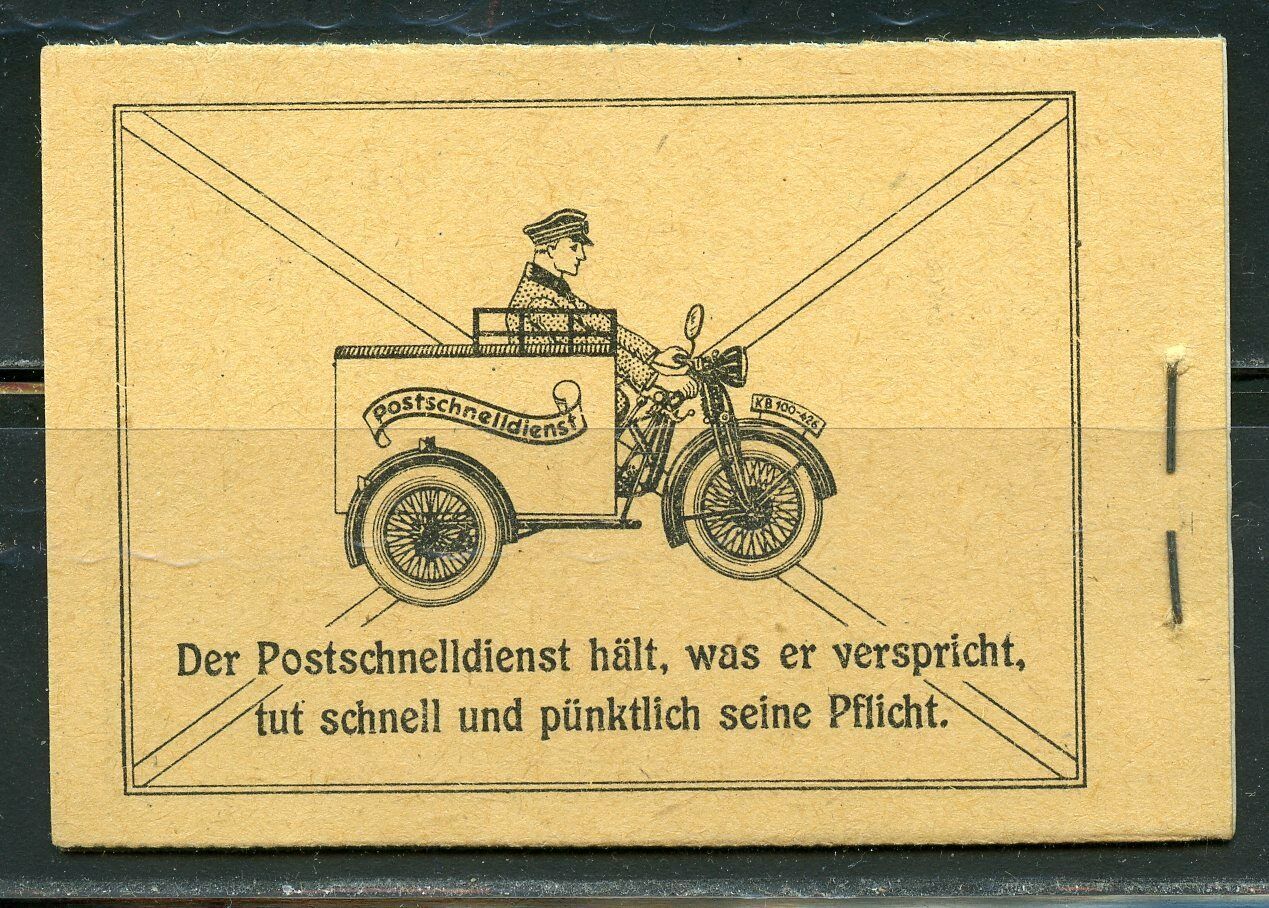 Postschnelldienst
KB 100-426
Der Postschnelldienst hält, was er verspricht,
tut schnell und pünktlich seine Pflicht.